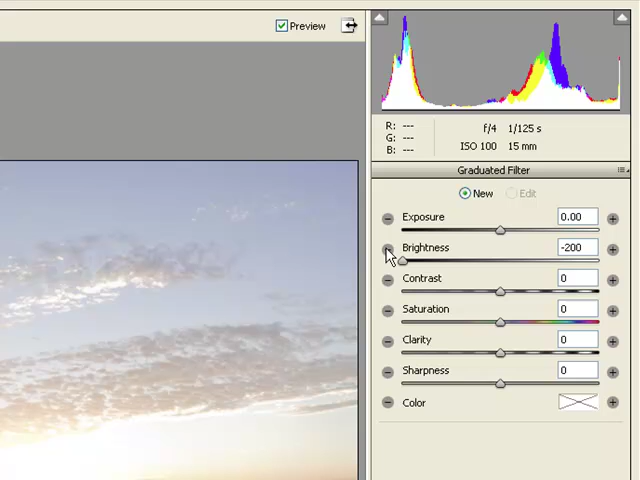 Preview
R: ---
G: ---
B: ---
f/4 1/125 s
ISO 100 15 mm
Graduated Filter
New Edit
Exposure 0.00
Brightness -200
Contrast 0
Saturation 0
Clarity 0
Sharpness 0
Color